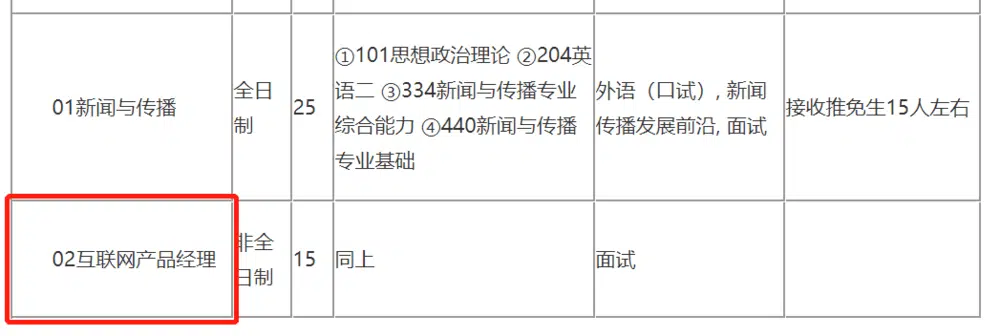 01新闻与传播
全日
制
25
①101思想政治理论 ②204英
语二 ③334新闻与传播专业
综合能力 ④440新闻与传播
专业基础
外语（口试）, 新闻
传播发展前沿, 面试
接收推免生15人左右
02互联网产品经理
非全
日制
15
同上
面试